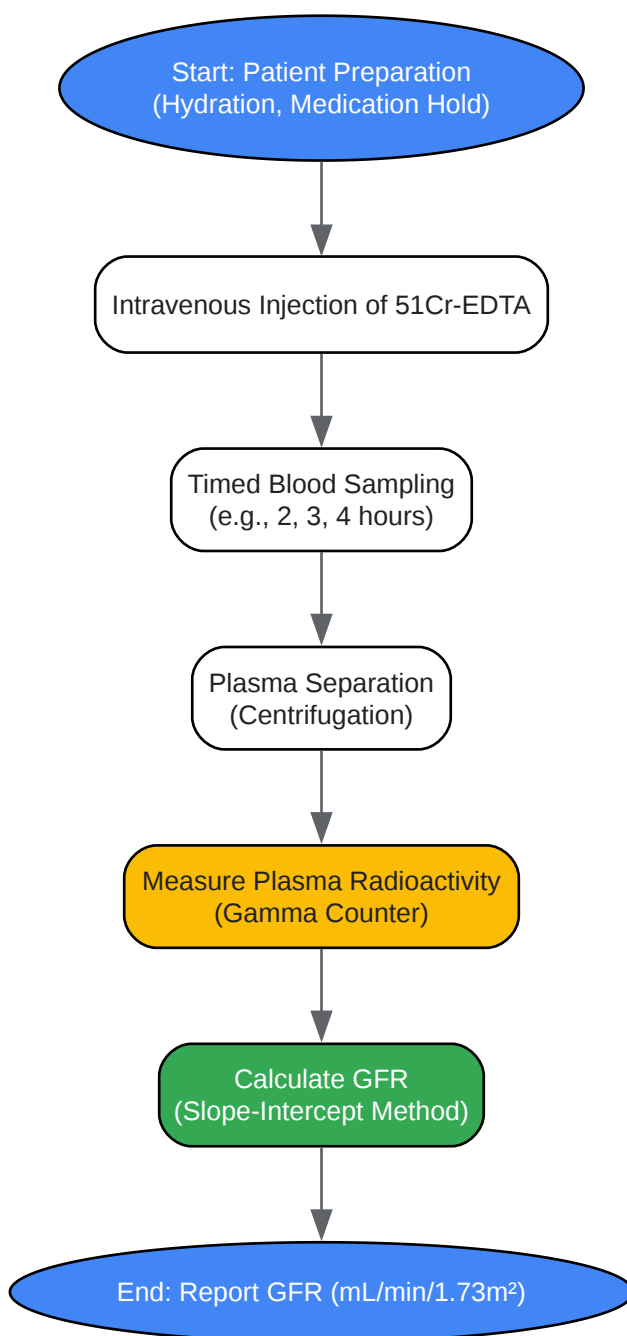 Start: Patient Preparation
(Hydration, Medication Hold)
Intravenous Injection of 51Cr-EDTA
Timed Blood Sampling
(e.g., 2, 3, 4 hours)
Plasma Separation
(Centrifugation)
Measure Plasma Radioactivity
(Gamma Counter)
Calculate GFR
(Slope-Intercept Method)
End: Report GFR (mL/min/1.73m²)